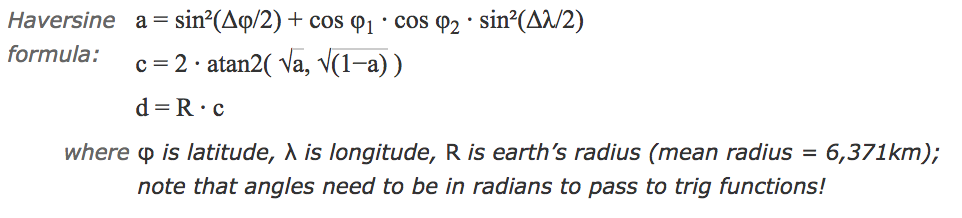 Haversine a = sin²(Δφ/2) + cos φ₁ ⋅ cos φ₂ ⋅ sin²(Δλ/2)
formula: c = 2 ⋅ atan2( √a, √(1−a) )
d = R ⋅ c
where φ is latitude, λ is longitude, R is earth’s radius (mean radius = 6,371km);
note that angles need to be in radians to pass to trig functions!